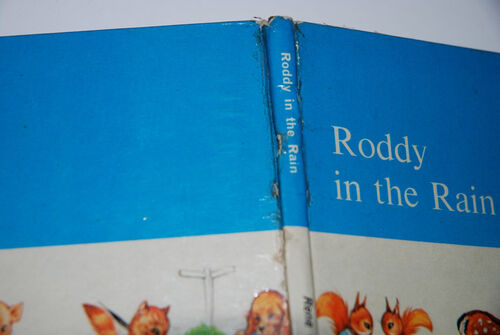 Roddy in the Rain
Roddy
in the Rain